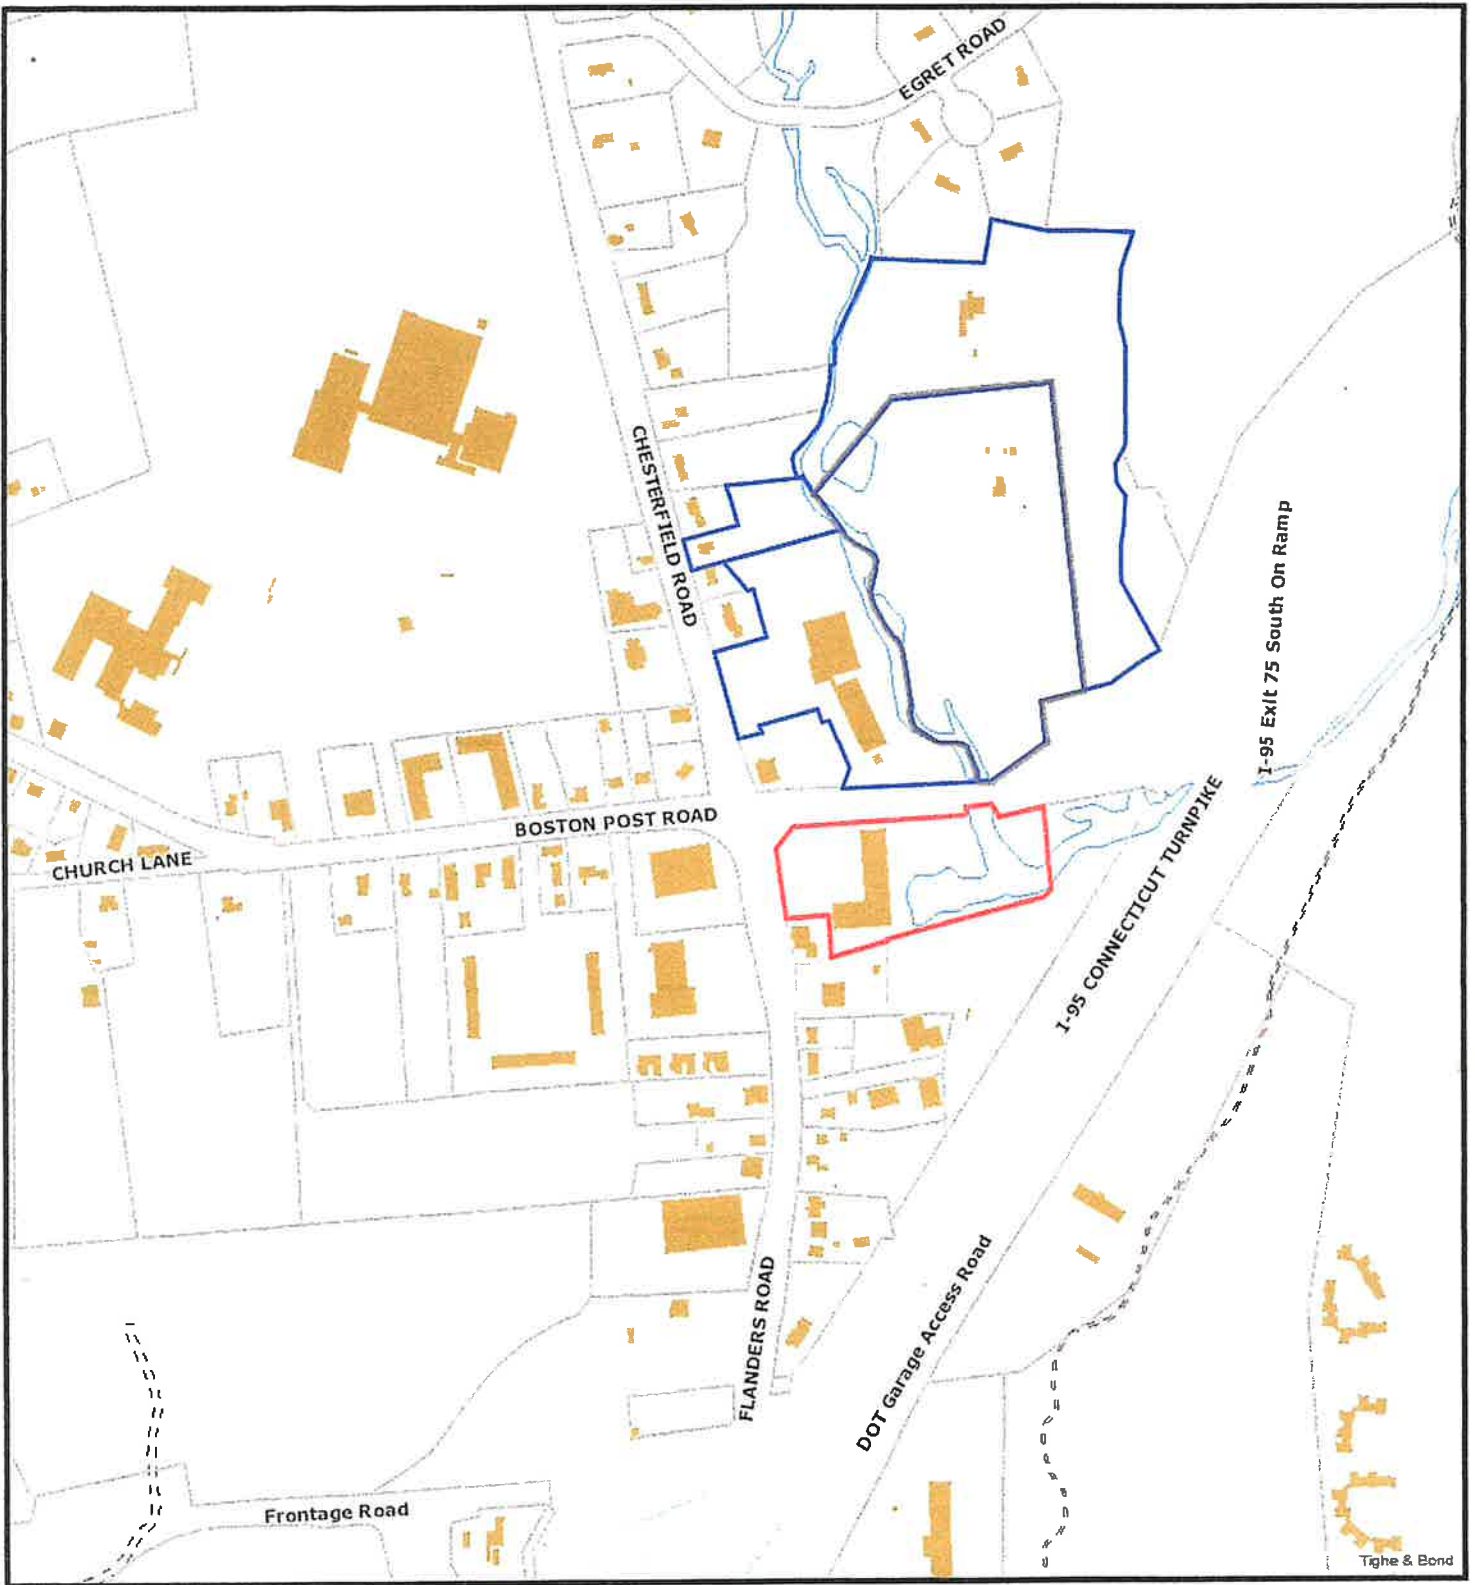 EGRET ROAD
CHESTERFIELD ROAD
I-95 Exit 75 South On Ramp
BOSTON POST ROAD
CHURCH LANE
I-95 CONNECTICUT TURNPIKE
FLANDERS ROAD
DOT Garage Access Road
Frontage Road
Tighe & Bond